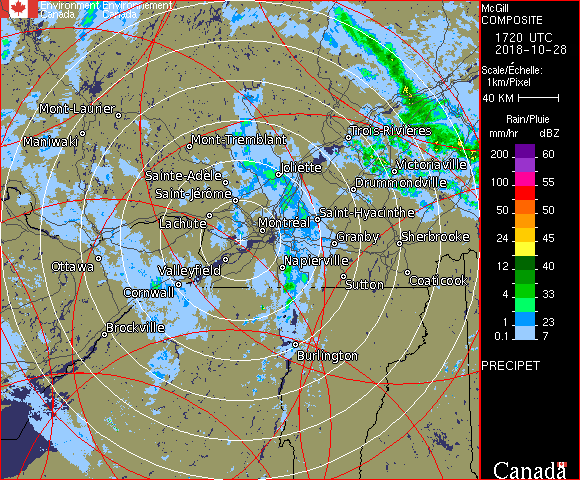 Environment Environnement
Canada Canada
McGill
COMPOSITE
1720 UTC
2018-10-28
Scale/Échelle:
1km/Pixel
40 KM
Rain/Pluie
mm/hr dBZ
200 60
100 55
50 50
24 45
12 40
4 33
1 23
0.1 7
PRECIPET
Canada
Mont-Laurier
Maniwaki
Mont-Tremblant
Trois-Rivières
Sainte-Adèle
Joliette
Victoriaville
Saint-Jérôme
Drummondville
Lachute
Montréal
Saint-Hyacinthe
Granby
Sherbrooke
Ottawa
Valleyfield
Napierville
Cornwall
Sutton
Coaticook
Brockville
Burlington